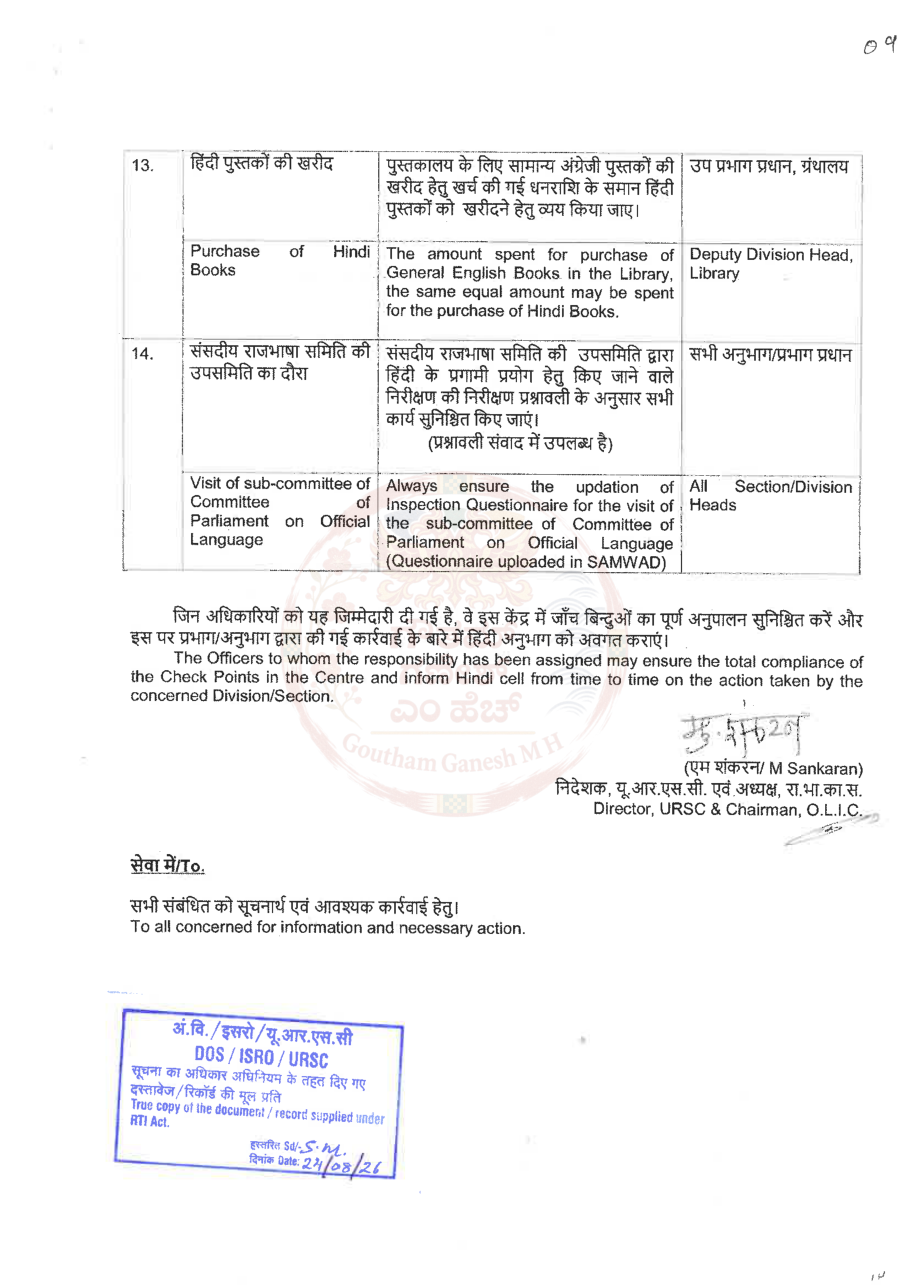 09
13.
हिंदी पुस्तकों की खरीद
पुस्तकालय के लिए सामान्य अंग्रेजी पुस्तकों की
खरीद हेतु खर्च की गई धनराशि के समान हिंदी
पुस्तकों को खरीदने हेतु व्यय किया जाए।
उप प्रभाग प्रधान, ग्रंथालय
Purchase of Hindi
Books
The amount spent for purchase of
General English Books in the Library,
the same equal amount may be spent
for the purchase of Hindi Books.
Deputy Division Head,
Library
14.
संसदीय राजभाषा समिति की
उपसमिति का दौरा
संसदीय राजभाषा समिति की उपसमिति द्वारा
हिंदी के प्रगामी प्रयोग हेतु किए जाने वाले
निरीक्षण की निरीक्षण प्रश्नावली के अनुसार सभी
कार्य सुनिश्चित किए जाएं।
(प्रश्नावली संवाद में उपलब्ध है)
सभी अनुभाग/प्रभाग प्रधान
Visit of sub-committee of
Committee of
Parliament on Official
Language
Always ensure the updation of
Inspection Questionnaire for the visit of
the sub-committee of Committee of
Parliament on Official Language
(Questionnaire uploaded in SAMWAD)
All Section/Division
Heads
जिन अधिकारियों को यह जिम्मेदारी दी गई है, वे इस केंद्र में जाँच बिन्दुओं का पूर्ण अनुपालन सुनिश्चित करें और
इस पर प्रभाग/अनुभाग द्वारा की गई कार्रवाई के बारे में हिंदी अनुभाग को अवगत कराएं।
The Officers to whom the responsibility has been assigned may ensure the total compliance of
the Check Points in the Centre and inform Hindi cell from time to time on the action taken by the
concerned Division/Section.
ಎಂ ಹೆಚ್
Goutham Ganesh M H
(एम शंकरन/ M Sankaran)
निदेशक, यू.आर.एस.सी. एवं अध्यक्ष, रा.भा.का.स.
Director, URSC & Chairman, O.L.I.C.
सेवा में/To.
सभी संबंधित को सूचनार्थ एवं आवश्यक कार्रवाई हेतु।
To all concerned for information and necessary action.
अं.वि./इसरो/यू.आर.एस.सी
DOS / ISRO / URSC
सूचना का अधिकार अधिनियम के तहत दिए गए
दस्तावेज/रिकॉर्ड की मूल प्रति
True copy of the document / record supplied under
RTI Act.
हस्तरित Sd/- S.M.
दिनांक Date: 24/08/26